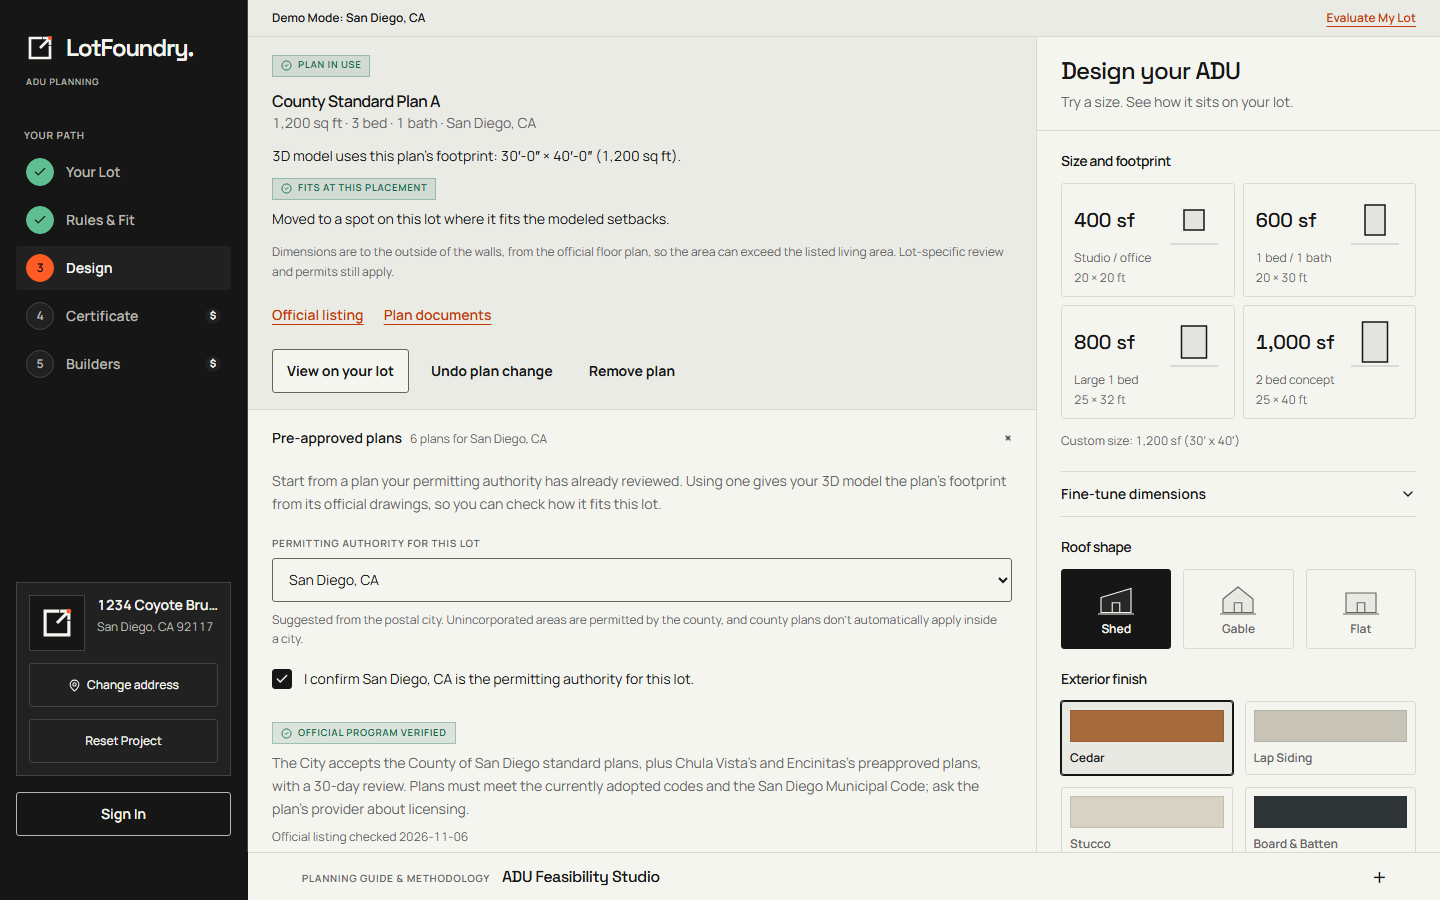 LotFoundry.
ADU PLANNING
YOUR PATH
Your Lot
Rules & Fit
3 Design
4 Certificate $
5 Builders $
1234 Coyote Bru...
San Diego, CA 92117
Change address
Reset Project
Sign In
Demo Mode: San Diego, CA
Evaluate My Lot
PLAN IN USE
County Standard Plan A
1,200 sq ft · 3 bed · 1 bath · San Diego, CA
3D model uses this plan's footprint: 30′-0″ × 40′-0″ (1,200 sq ft).
FITS AT THIS PLACEMENT
Moved to a spot on this lot where it fits the modeled setbacks.
Dimensions are to the outside of the walls, from the official floor plan, so the area can exceed the listed living area. Lot-specific review
and permits still apply.
Official listing Plan documents
View on your lot Undo plan change Remove plan
Pre-approved plans 6 plans for San Diego, CA ×
Start from a plan your permitting authority has already reviewed. Using one gives your 3D model the plan's footprint
from its official drawings, so you can check how it fits this lot.
PERMITTING AUTHORITY FOR THIS LOT
San Diego, CA
Suggested from the postal city. Unincorporated areas are permitted by the county, and county plans don't automatically apply inside
a city.
I confirm San Diego, CA is the permitting authority for this lot.
OFFICIAL PROGRAM VERIFIED
The City accepts the County of San Diego standard plans, plus Chula Vista's and Encinitas's preapproved plans,
with a 30-day review. Plans must meet the currently adopted codes and the San Diego Municipal Code; ask the
plan's provider about licensing.
Official listing checked 2026-11-06
Design your ADU
Try a size. See how it sits on your lot.
Size and footprint
400 sf
Studio / office
20 × 20 ft
600 sf
1 bed / 1 bath
20 × 30 ft
800 sf
Large 1 bed
25 × 32 ft
1,000 sf
2 bed concept
25 × 40 ft
Custom size: 1,200 sf (30' x 40')
Fine-tune dimensions
Roof shape
Shed Gable Flat
Exterior finish
Cedar Lap Siding
Stucco Board & Batten
PLANNING GUIDE & METHODOLOGY ADU Feasibility Studio +